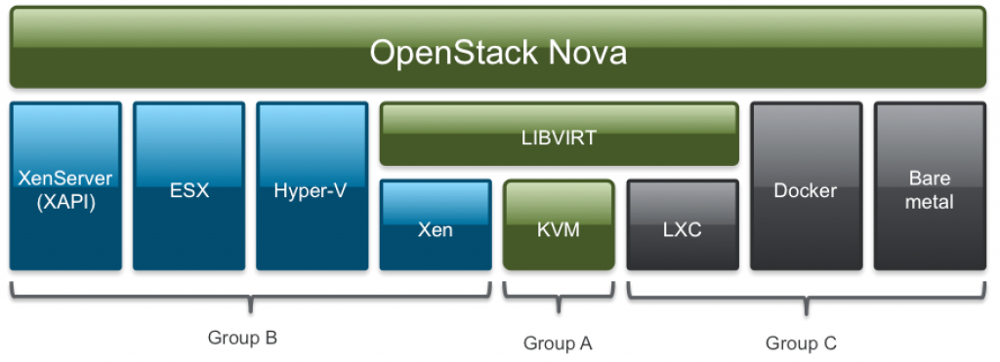 OpenStack Nova
XenServer
(XAPI)
ESX
Hyper-V
LIBVIRT
Xen
KVM
LXC
Docker
Bare
metal
Group B
Group A
Group C